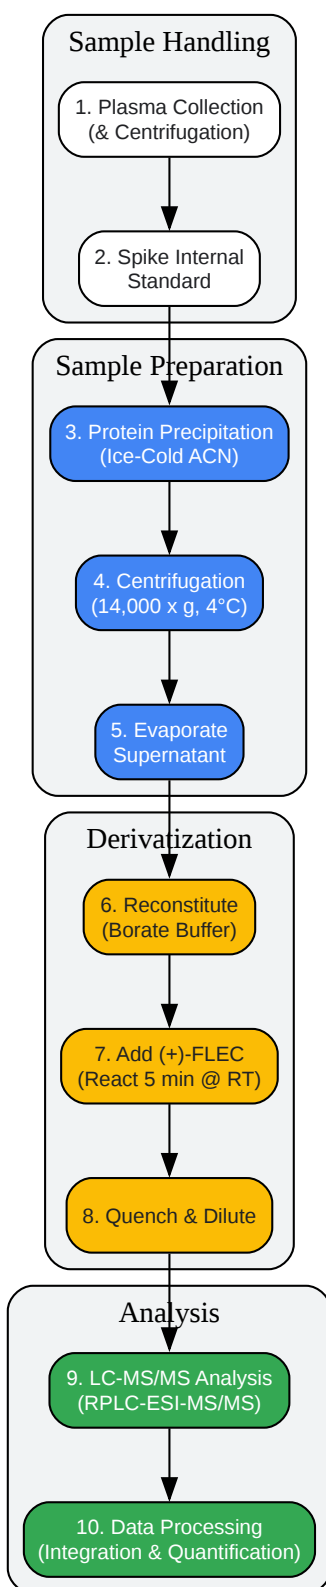 Sample Handling
1. Plasma Collection
(& Centrifugation)
2. Spike Internal
Standard
Sample Preparation
3. Protein Precipitation
(Ice-Cold ACN)
4. Centrifugation
(14,000 x g, 4°C)
5. Evaporate
Supernatant
Derivatization
6. Reconstitute
(Borate Buffer)
7. Add (+)-FLEC
(React 5 min @ RT)
8. Quench & Dilute
Analysis
9. LC-MS/MS Analysis
(RPLC-ESI-MS/MS)
10. Data Processing
(Integration & Quantification)